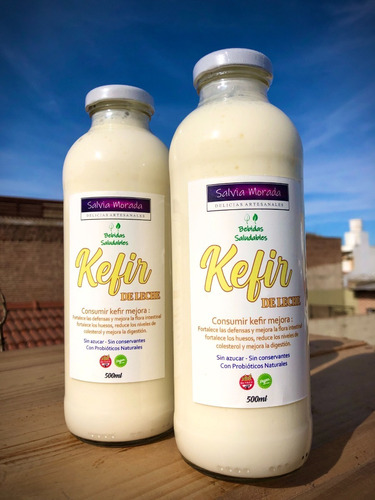 Salvia Morada
DELICIAS ARTESANALES
Bebidas
Saludables
Kefir
DE LECHE
Consumir kefir mejora :
Fortalece las defensas y mejora la flora intestinal
fortalece los huesos, reduce los niveles de
colesterol y mejora la digestión.
Sin azucar - Sin conservantes
Con Probióticos Naturales
500ml
Salvia Morada
DELICIAS ARTESANALES
Bebidas
Saludables
Kefir
DE LECHE
Consumir kefir mejora :
Fortalece las defensas y mejora la flora intestinal
fortalece los huesos, reduce los niveles de
colesterol y mejora la digestión.
Sin azucar - Sin conservantes
Con Probióticos Naturales
500ml